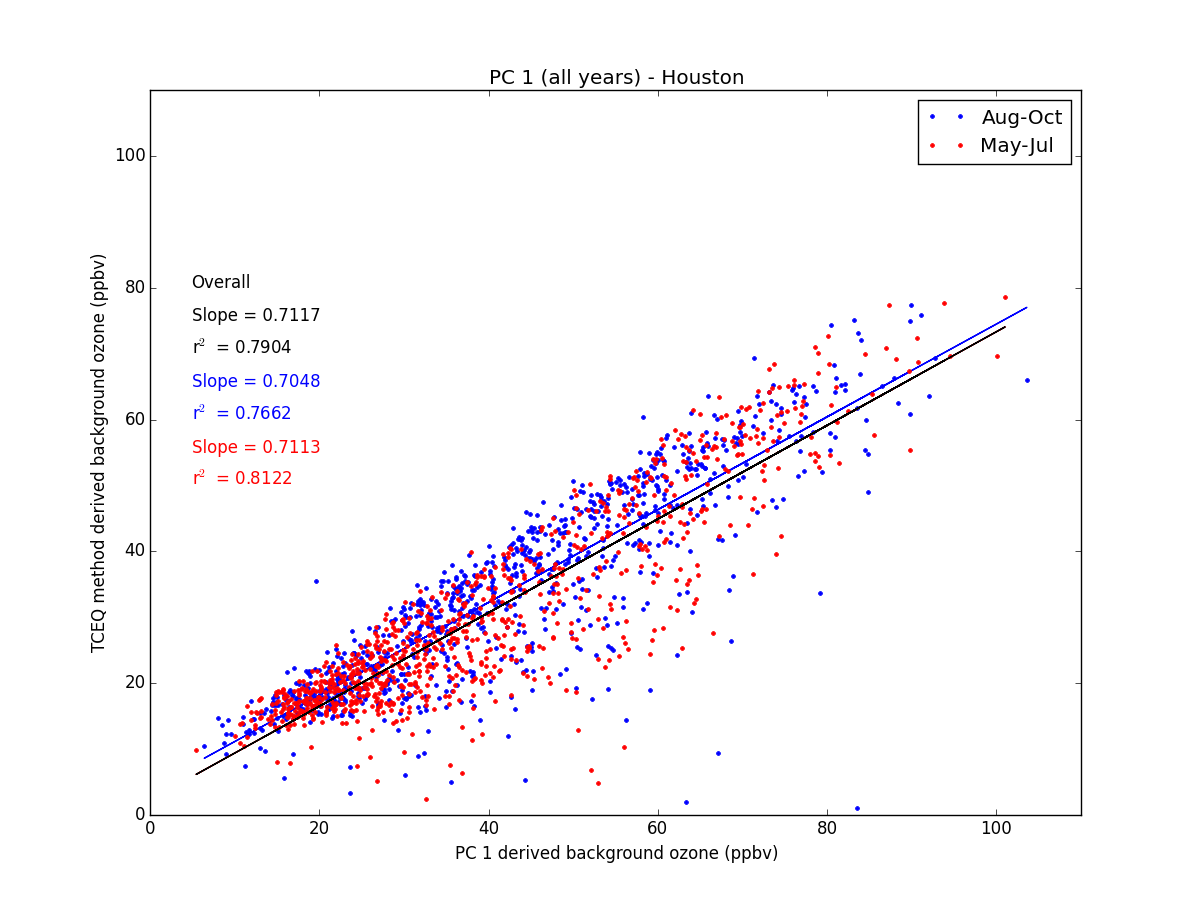 PC 1 (all years) - Houston
Aug-Oct
May-Jul
100
80
60
40
20
0
TCEQ method derived background ozone (ppbv)
Overall
Slope = 0.7117
r² = 0.7904
Slope = 0.7048
r² = 0.7662
Slope = 0.7113
r² = 0.8122
0 20 40 60 80 100
PC 1 derived background ozone (ppbv)